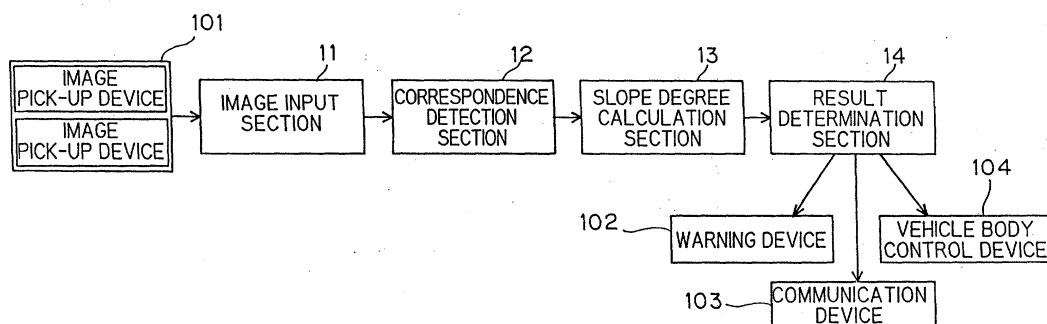 101
IMAGE
PICK-UP DEVICE
IMAGE
PICK-UP DEVICE
11
IMAGE INPUT
SECTION
12
CORRESPONDENCE
DETECTION
SECTION
13
SLOPE DEGREE
CALCULATION
SECTION
14
RESULT
DETERMINATION
SECTION
102
WARNING DEVICE
104
VEHICLE BODY
CONTROL DEVICE
103
COMMUNICATION
DEVICE